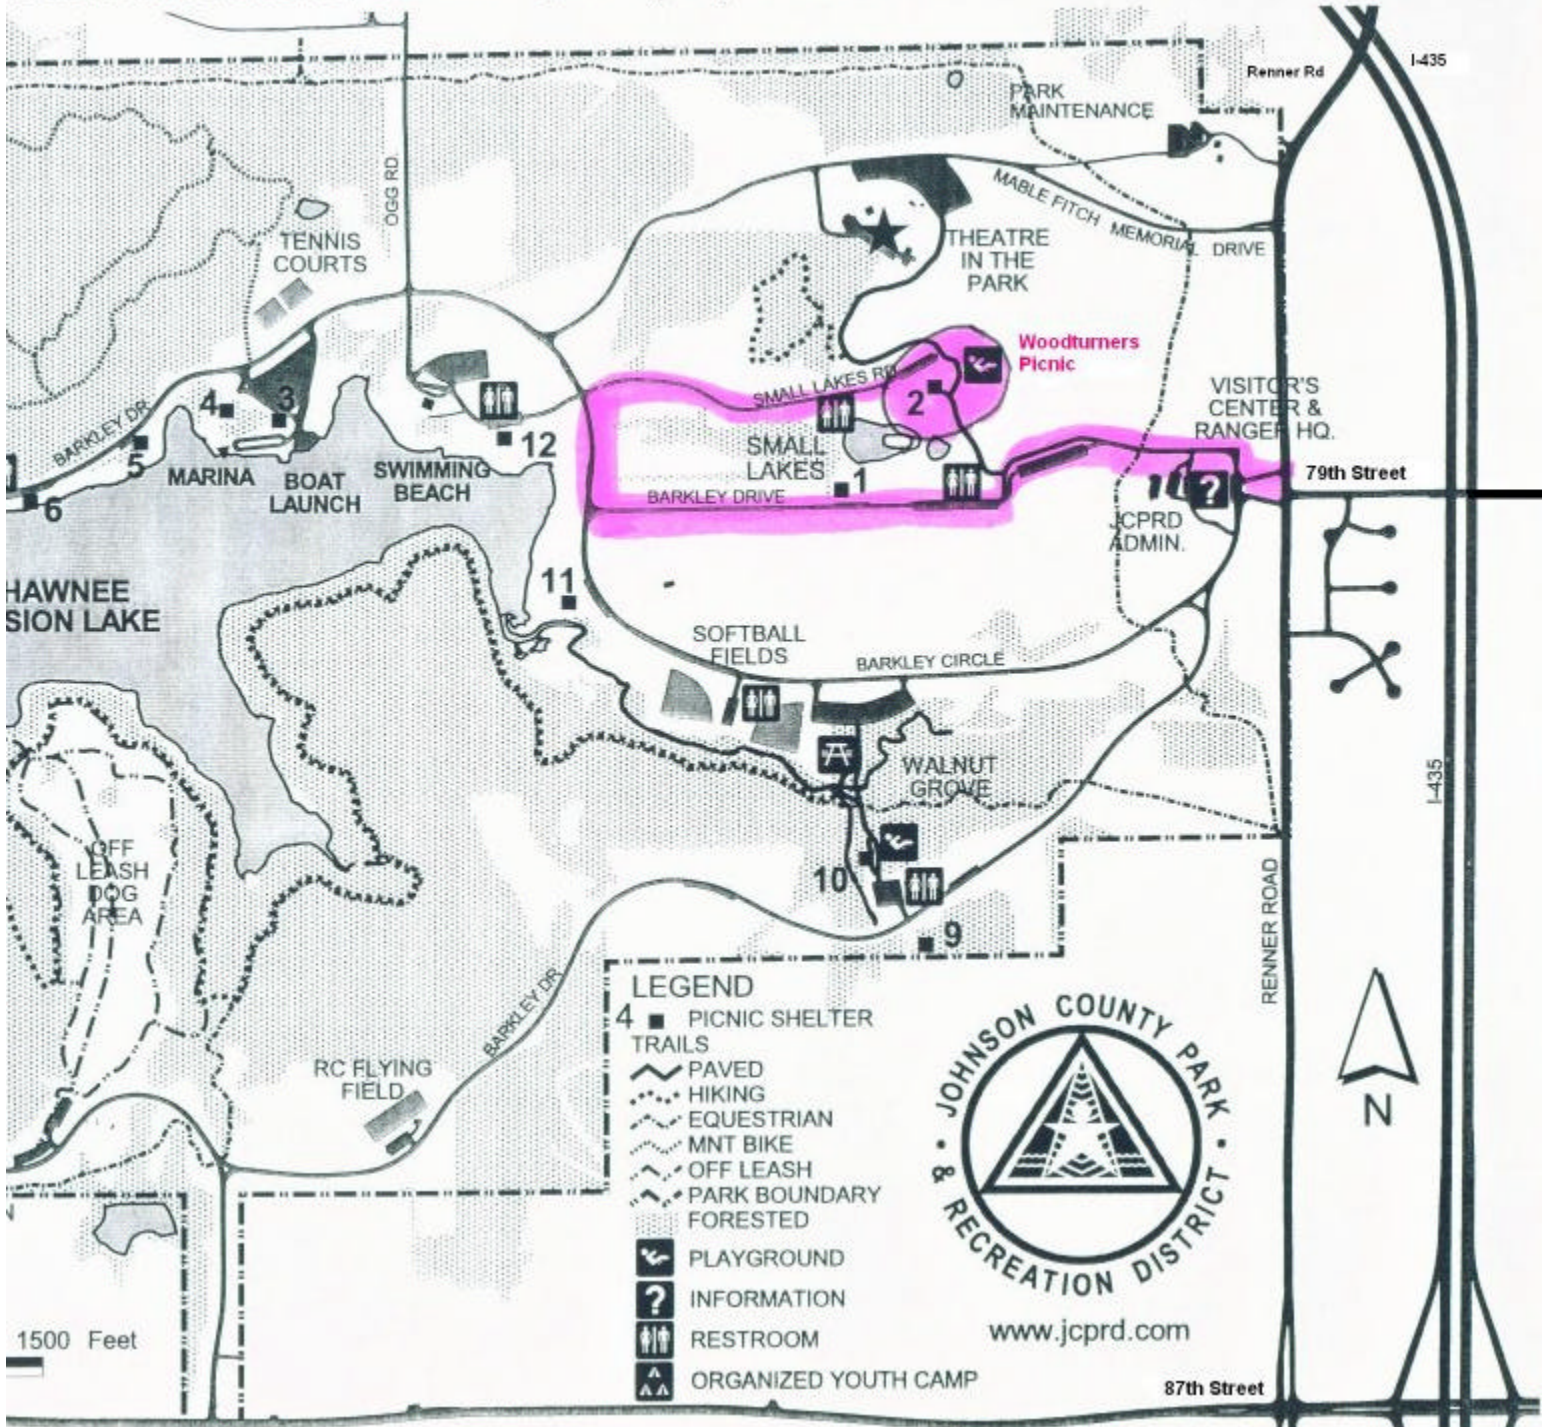 I-435
Renner Rd
PARK
MAINTENANCE
OGG RD.
MABLE FITCH MEMORIAL DRIVE
TENNIS
COURTS
THEATRE
IN THE
PARK
Woodturners
Picnic
SMALL LAKES RD
2
VISITOR'S
CENTER &
RANGER HQ.
BARKLEY DR
4
3
5
6
12
MARINA
BOAT
LAUNCH
SWIMMING
BEACH
SMALL
LAKES
1
BARKLEY DRIVE
79th Street
?
JCPRD
ADMIN.
HAWNEE
SION LAKE
11
SOFTBALL
FIELDS
BARKLEY CIRCLE
WALNUT
GROVE
I-435
OFF
LEASH
DOG
AREA
10
9
RENNER ROAD
BARKLEY DR
RC FLYING
FIELD
LEGEND
4 PICNIC SHELTER
TRAILS
PAVED
HIKING
EQUESTRIAN
MNT BIKE
OFF LEASH
PARK BOUNDARY
FORESTED
PLAYGROUND
? INFORMATION
RESTROOM
ORGANIZED YOUTH CAMP
JOHNSON COUNTY PARK
& RECREATION DISTRICT
www.jcprd.com
N
1500 Feet
87th Street